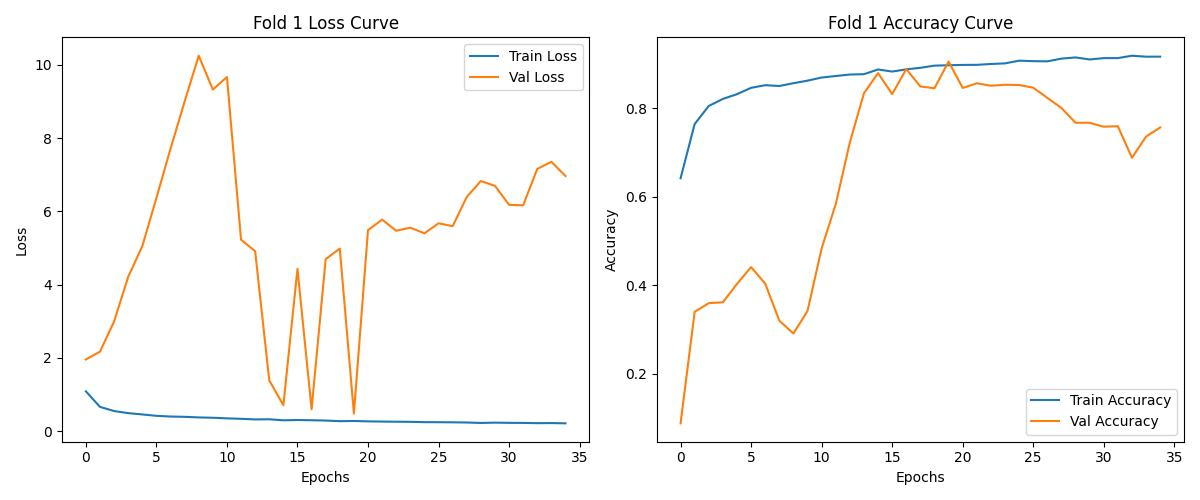 Fold 1 Loss Curve
Train Loss
Val Loss
10
8
6
4
2
0
Loss
0 5 10 15 20 25 30 35
Epochs
Fold 1 Accuracy Curve
0.8
0.6
0.4
0.2
Accuracy
Train Accuracy
Val Accuracy
0 5 10 15 20 25 30 35
Epochs